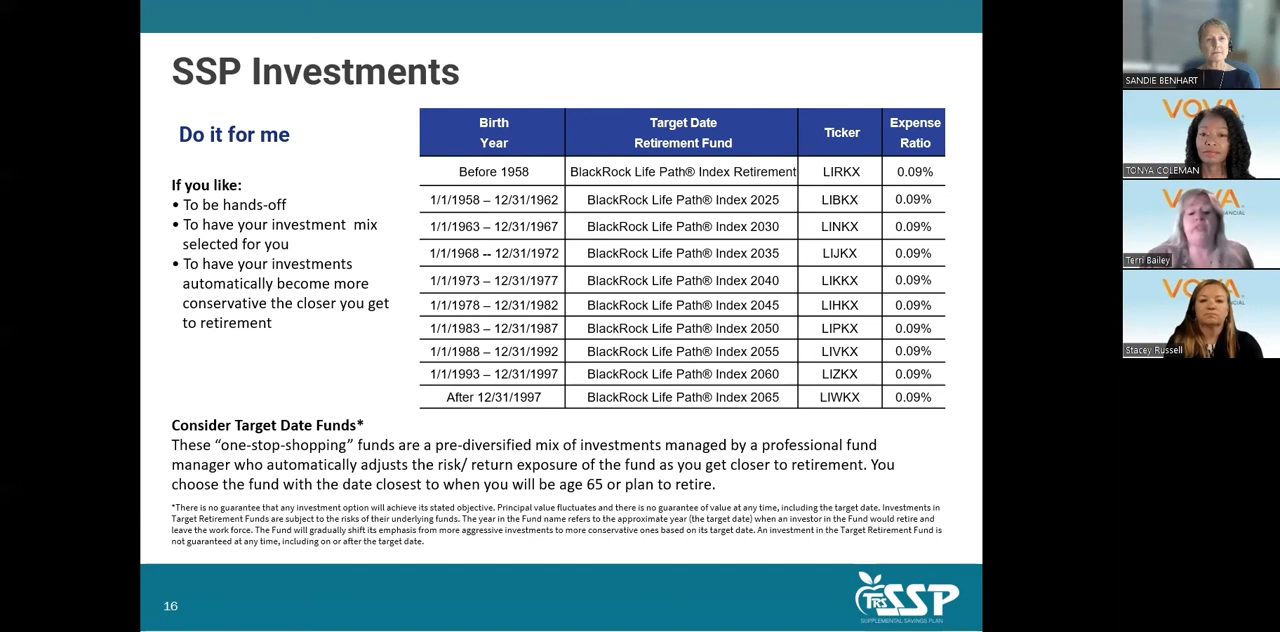 SSP Investments
Do it for me
If you like:
• To be hands-off
• To have your investment mix
selected for you
• To have your investments
automatically become more
conservative the closer you get
to retirement
Birth Year Target Date Retirement Fund Ticker Expense Ratio
Before 1958 BlackRock Life Path® Index Retirement LIRKX 0.09%
1/1/1958 – 12/31/1962 BlackRock Life Path® Index 2025 LIBKX 0.09%
1/1/1963 – 12/31/1967 BlackRock Life Path® Index 2030 LINKX 0.09%
1/1/1968 -- 12/31/1972 BlackRock Life Path® Index 2035 LIJKX 0.09%
1/1/1973 – 12/31/1977 BlackRock Life Path® Index 2040 LIKKX 0.09%
1/1/1978 – 12/31/1982 BlackRock Life Path® Index 2045 LIHKX 0.09%
1/1/1983 – 12/31/1987 BlackRock Life Path® Index 2050 LIPKX 0.09%
1/1/1988 – 12/31/1992 BlackRock Life Path® Index 2055 LIVKX 0.09%
1/1/1993 – 12/31/1997 BlackRock Life Path® Index 2060 LIZKX 0.09%
After 12/31/1997 BlackRock Life Path® Index 2065 LIWKX 0.09%
Consider Target Date Funds*
These “one-stop-shopping” funds are a pre-diversified mix of investments managed by a professional fund
manager who automatically adjusts the risk/ return exposure of the fund as you get closer to retirement. You
choose the fund with the date closest to when you will be age 65 or plan to retire.
*There is no guarantee that any investment option will achieve its stated objective. Principal value fluctuates and there is no guarantee of value at any time, including the target date. Investments in
Target Retirement Funds are subject to the risks of their underlying funds. The year in the Fund name refers to the approximate year (the target date) when an investor in the Fund would retire and
leave the work force. The Fund will gradually shift its emphasis from more aggressive investments to more conservative ones based on its target date. An investment in the Target Retirement Fund is
not guaranteed at any time, including on or after the target date.
16
TRS SSP
SUPPLEMENTAL SAVINGS PLAN
SANDIE BENHART
VOYA
TONYA COLEMAN
VOYA
FINANCIAL
Terri Bailey
VOYA
FINANCIAL
Stacey Russell